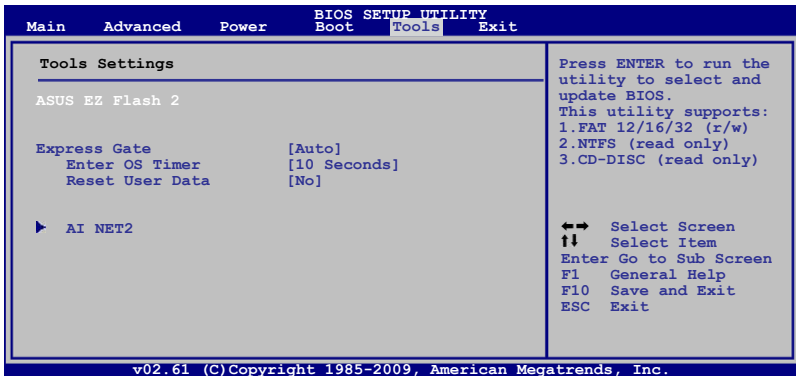 BIOS SETUP UTILITY
Main Advanced Power Boot Tools Exit
Tools Settings
ASUS EZ Flash 2
Express Gate [Auto]
Enter OS Timer [10 Seconds]
Reset User Data [No]
AI NET2
Press ENTER to run the
utility to select and
update BIOS.
This utility supports:
1.FAT 12/16/32 (r/w)
2.NTFS (read only)
3.CD-DISC (read only)
←→ Select Screen
↑↓ Select Item
Enter Go to Sub Screen
F1 General Help
F10 Save and Exit
ESC Exit
v02.61 (C)Copyright 1985-2009, American Megatrends, Inc.